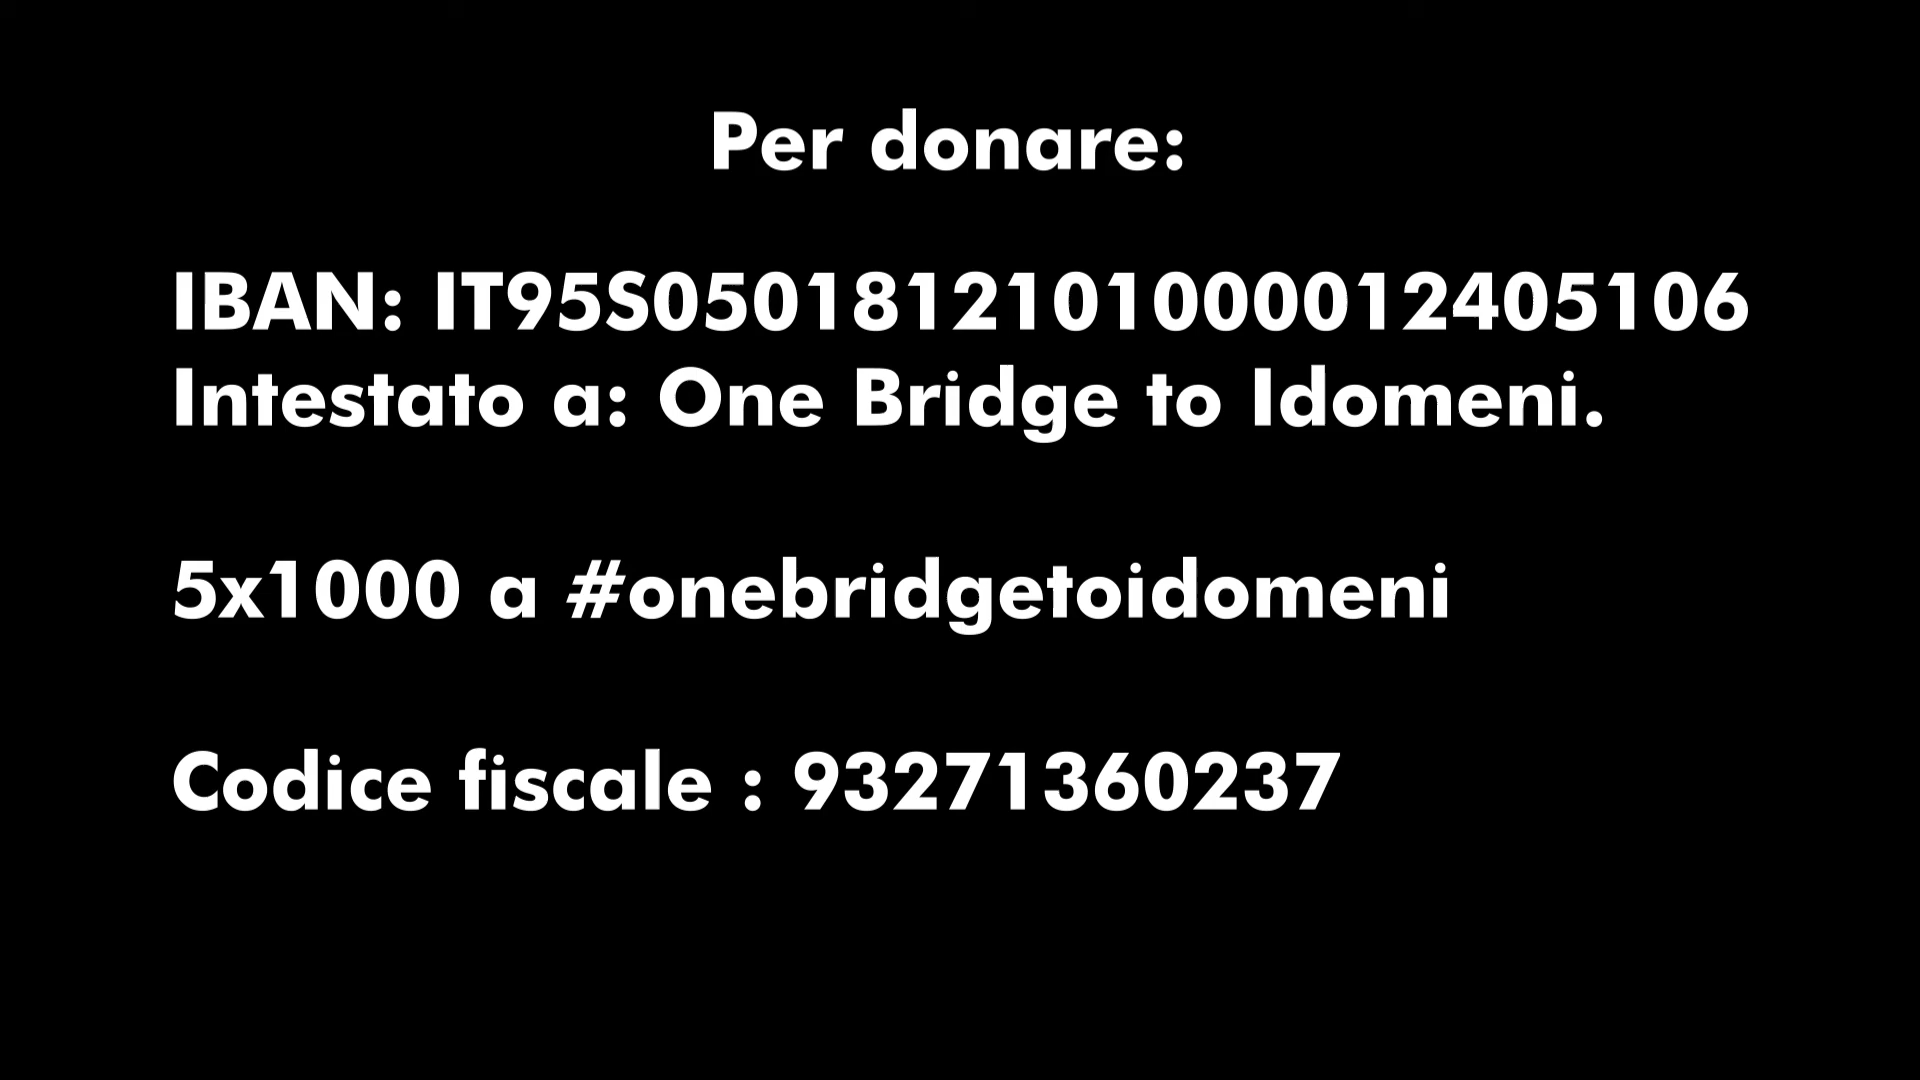 Per donare:
IBAN: IT95S0501812101000012405106
Intestato a: One Bridge to Idomeni.
5x1000 a #onebridgetoidomeni
Codice fiscale : 93271360237